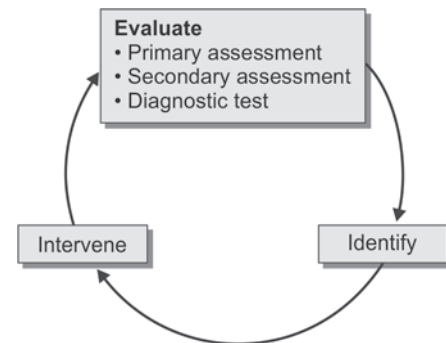 Evaluate
• Primary assessment
• Secondary assessment
• Diagnostic test
Intervene
Identify